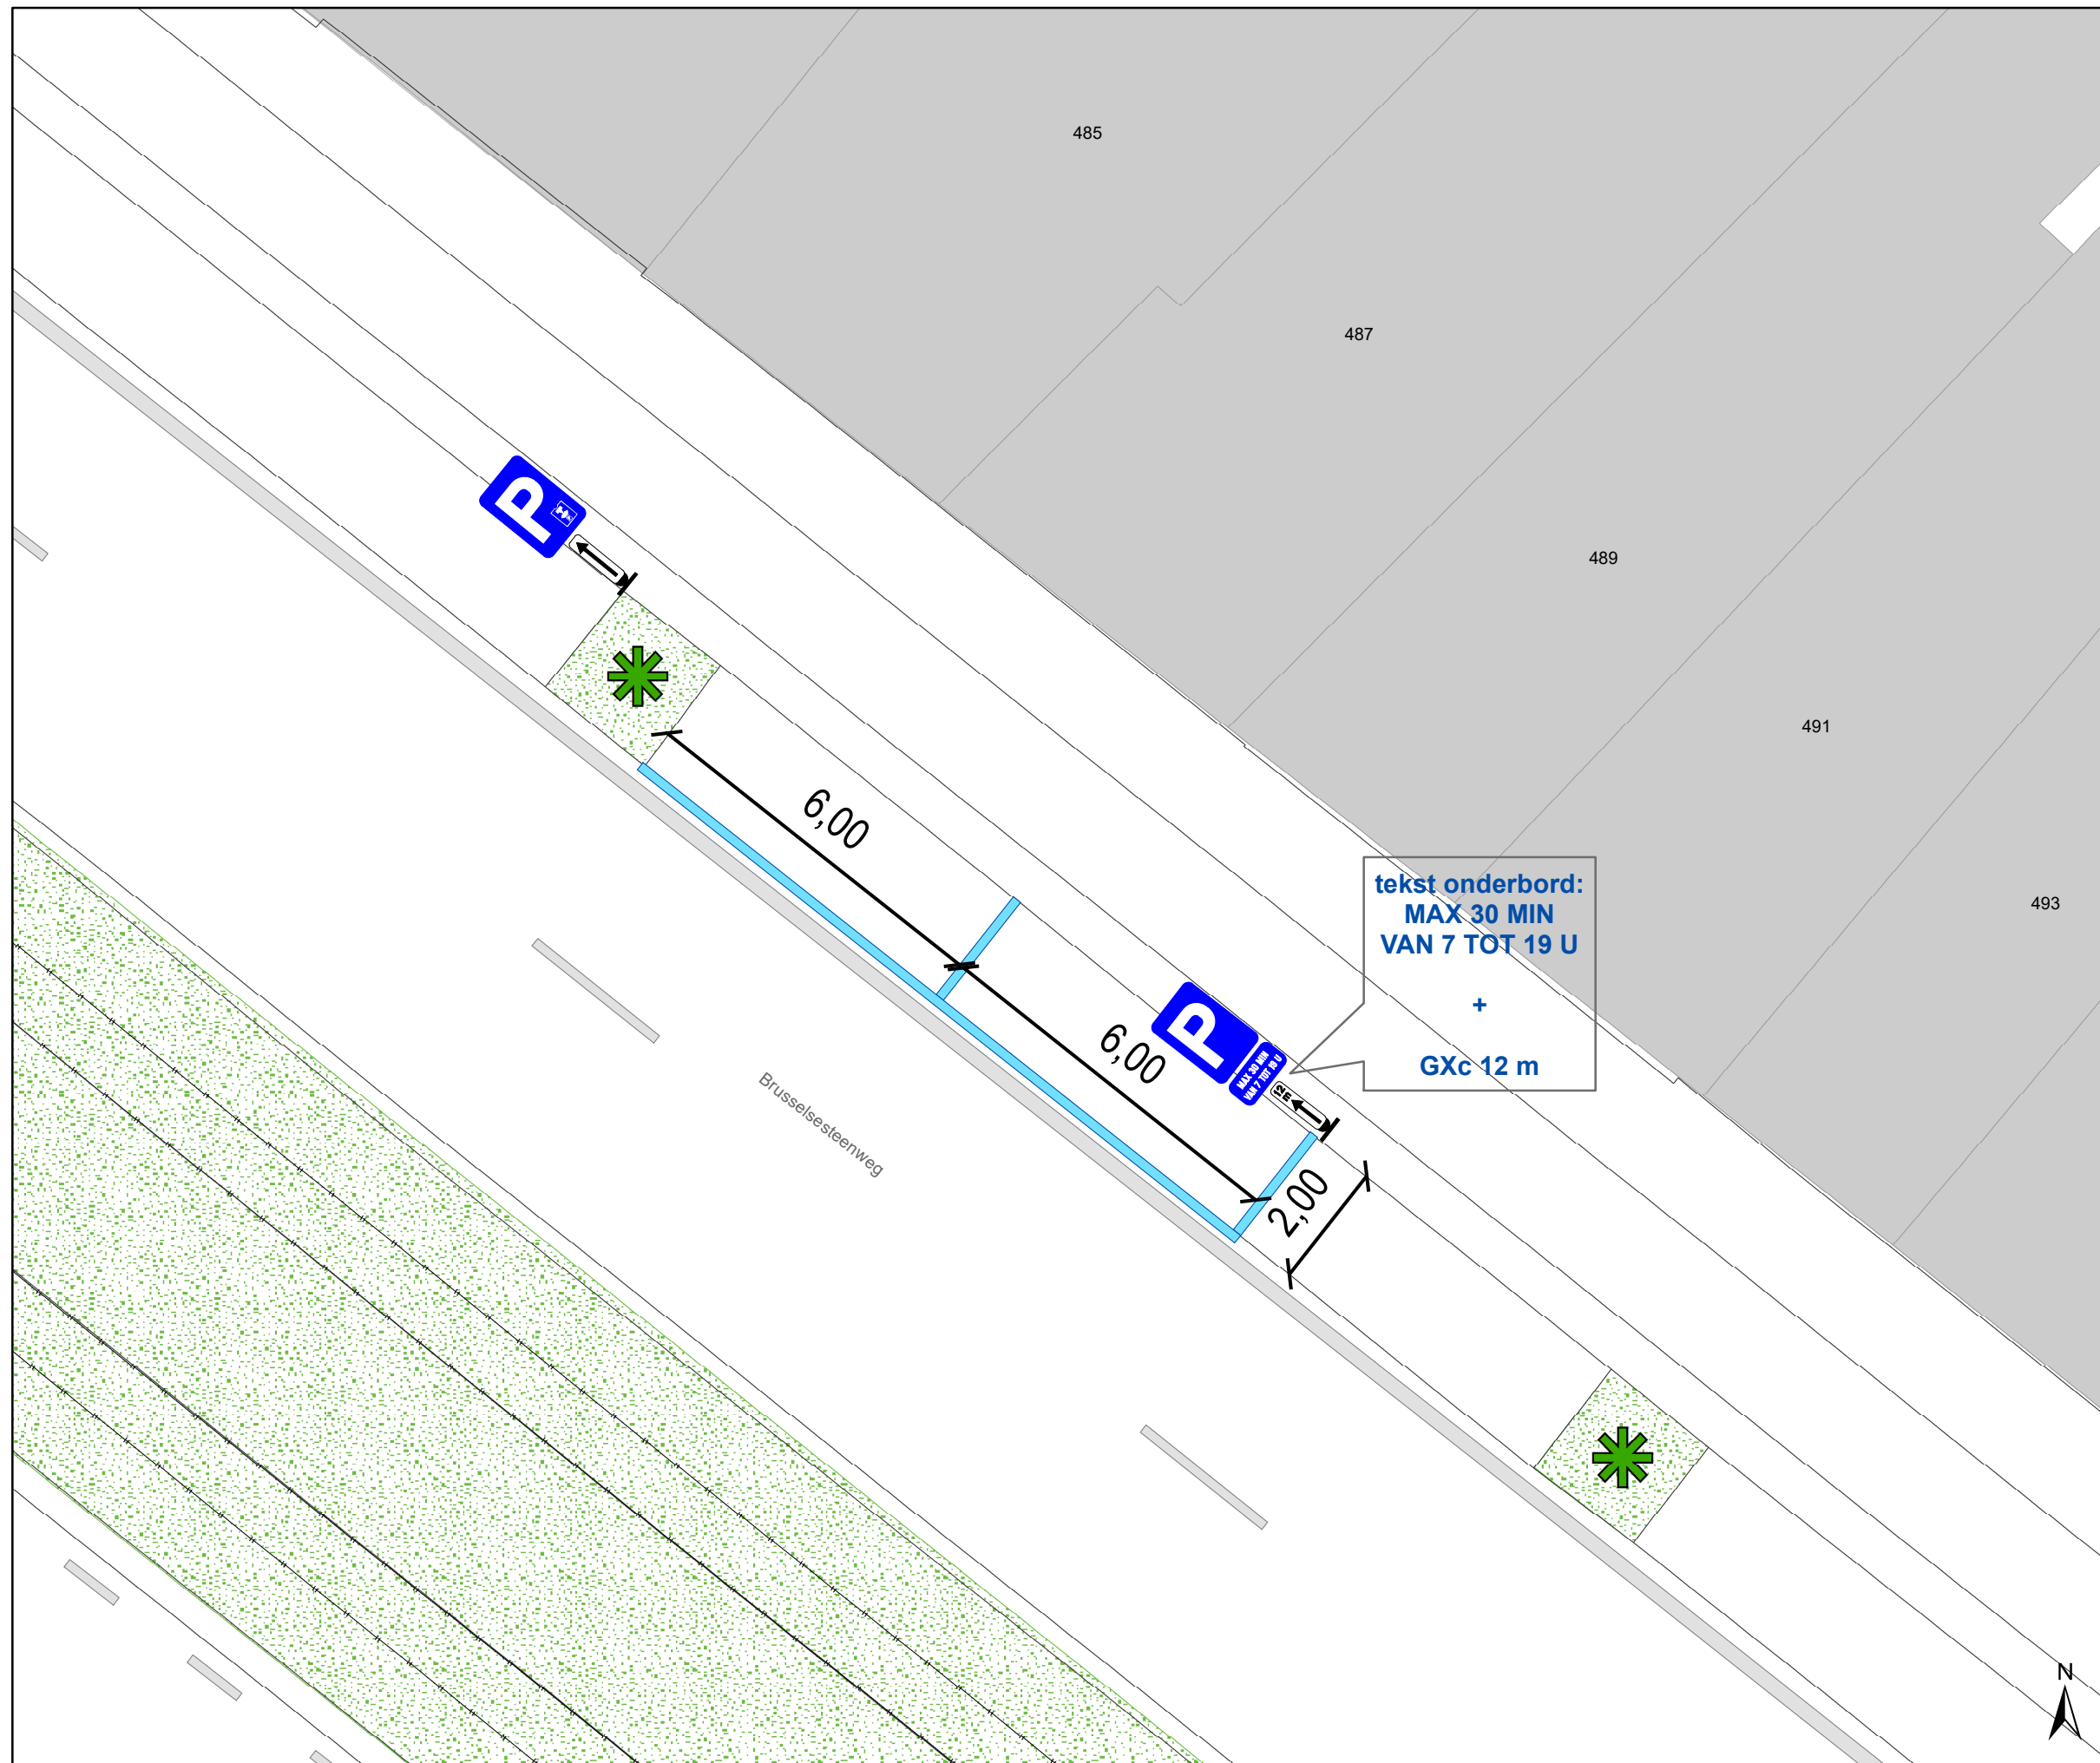 485
487
489
491
493
P
6,00
tekst onderbord:
MAX 30 MIN
VAN 7 TOT 19 U
+
GXc 12 m
P
MAX 30 MIN
VAN 7 TOT 19 U
12m
6,00
2,00
Brusselsesteenweg
N